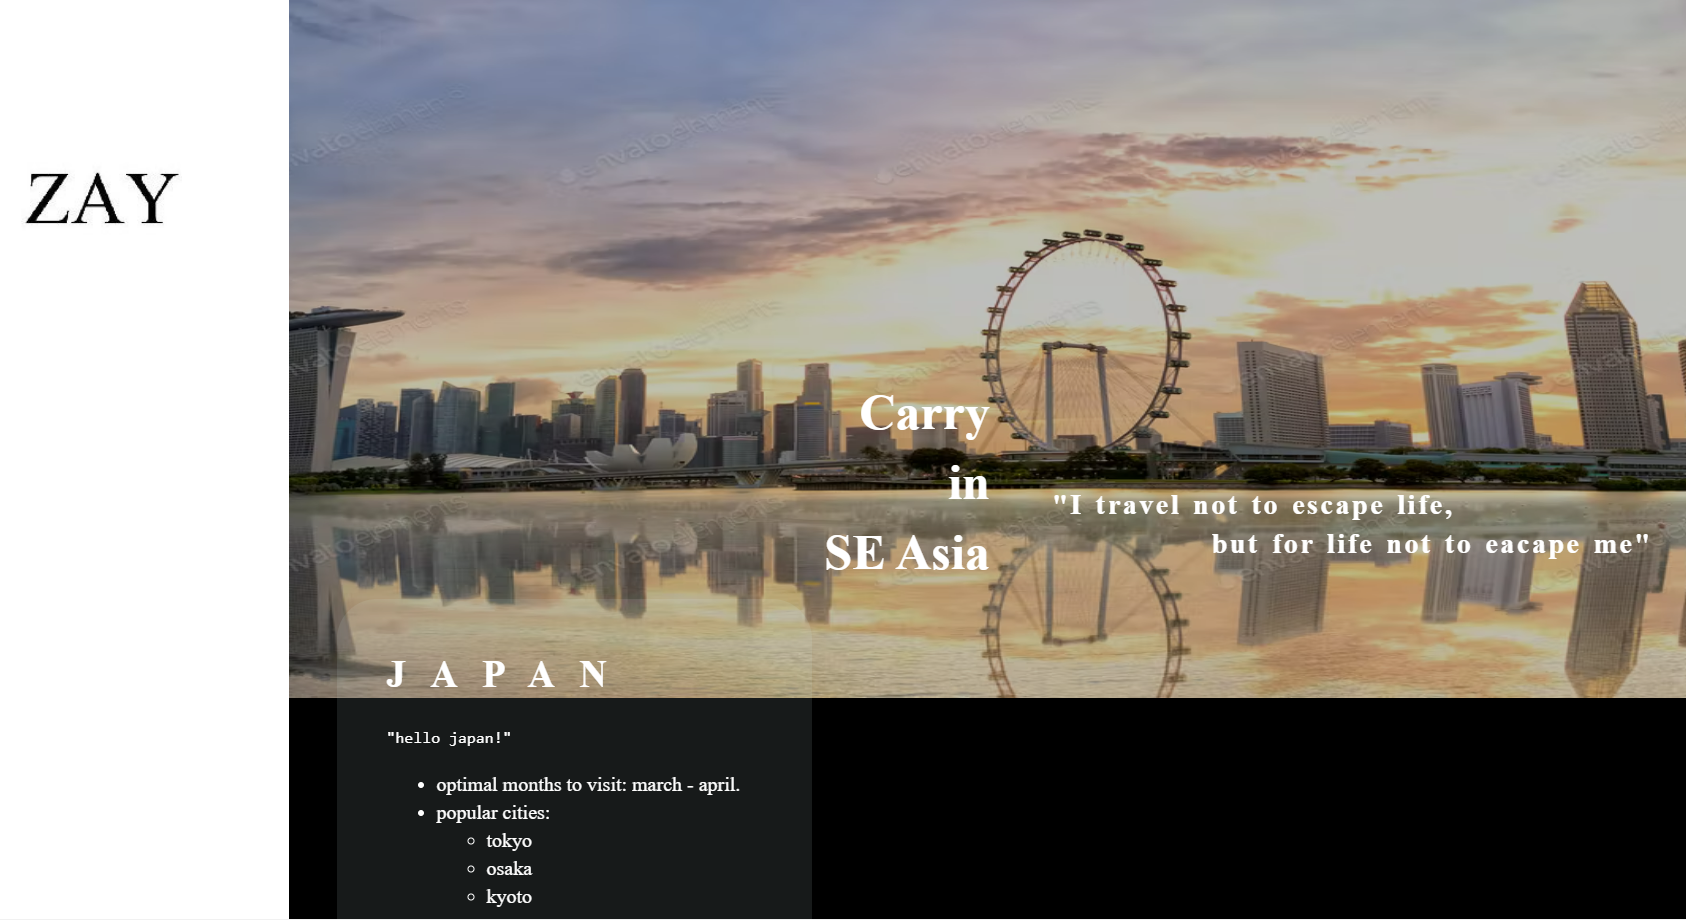 ZAY
Carry
in
SE Asia
"I travel not to escape life,
but for life not to eacape me"
J A P A N
"hello japan!"
• optimal months to visit: march - april.
• popular cities:
○ tokyo
○ osaka
○ kyoto
envatoelements